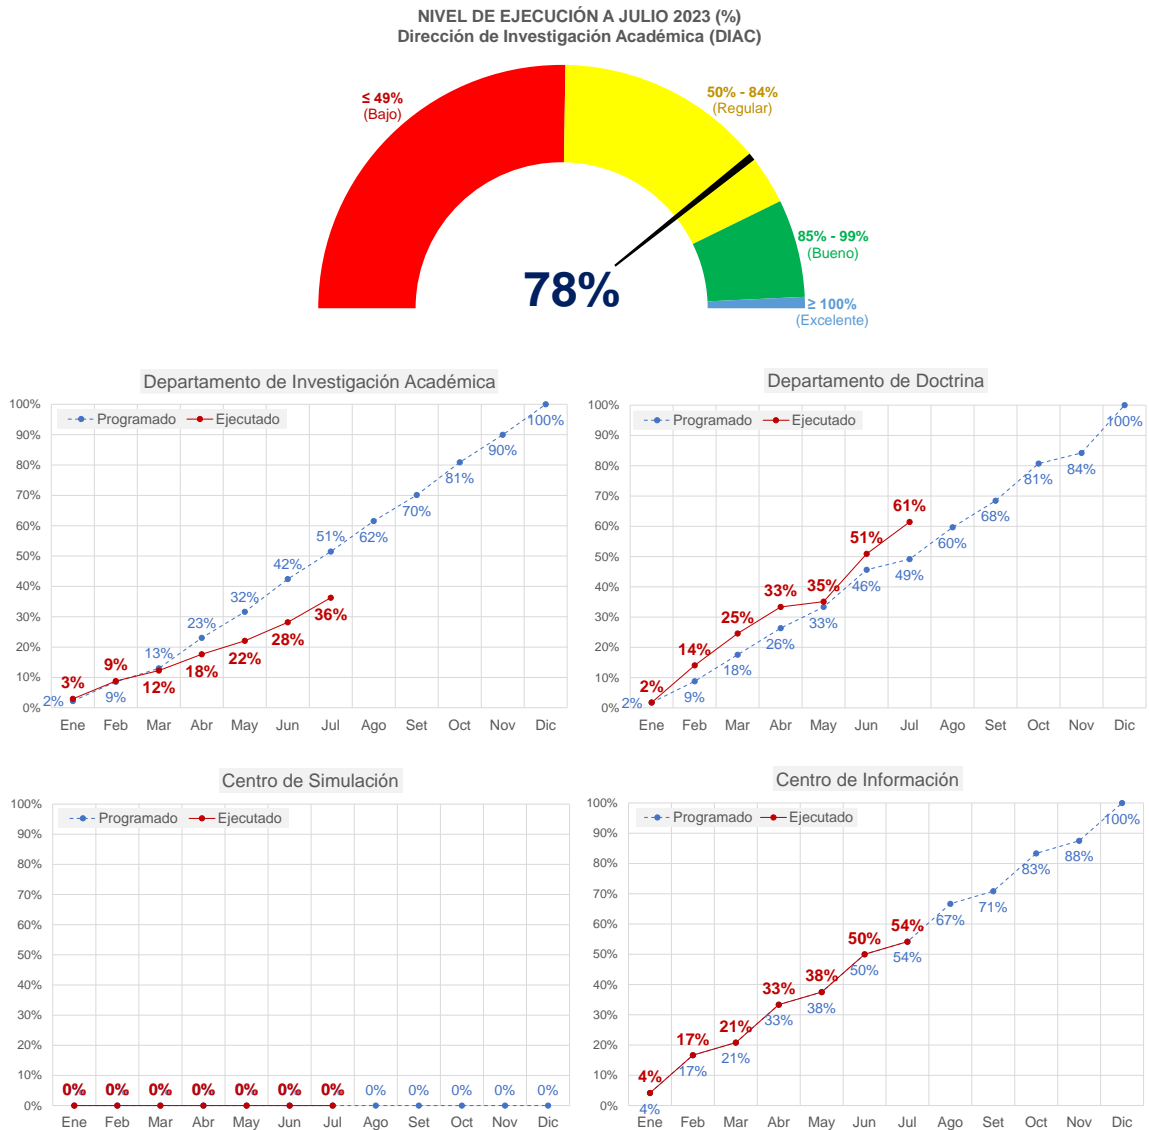 NIVEL DE EJECUCIÓN A JULIO 2023 (%)
Dirección de Investigación Académica (DIAC)
≤ 49%
(Bajo)
50% - 84%
(Regular)
85% - 99%
(Bueno)
≥ 100%
(Excelente)
78%
Departamento de Investigación Académica
Programado Ejecutado
100%
90%
80%
70%
60%
50%
40%
30%
20%
10%
0%
2% 9% 13% 23% 32% 42% 51% 62% 70% 81% 90% 100%
3% 9% 12% 18% 22% 28% 36%
Ene Feb Mar Abr May Jun Jul Ago Set Oct Nov Dic
Departamento de Doctrina
Programado Ejecutado
100%
90%
80%
70%
60%
50%
40%
30%
20%
10%
0%
2% 9% 18% 26% 33% 46% 49% 60% 68% 81% 84% 100%
2% 14% 25% 33% 35% 51% 61%
Ene Feb Mar Abr May Jun Jul Ago Set Oct Nov Dic
Centro de Simulación
Programado Ejecutado
100%
90%
80%
70%
60%
50%
40%
30%
20%
10%
0%
0% 0% 0% 0% 0% 0% 0% 0% 0% 0% 0% 0%
Ene Feb Mar Abr May Jun Jul Ago Set Oct Nov Dic
Centro de Información
Programado Ejecutado
100%
90%
80%
70%
60%
50%
40%
30%
20%
10%
0%
4% 17% 21% 33% 38% 50% 54% 67% 71% 83% 88% 100%
4% 17% 21% 33% 38% 50% 54%
Ene Feb Mar Abr May Jun Jul Ago Set Oct Nov Dic